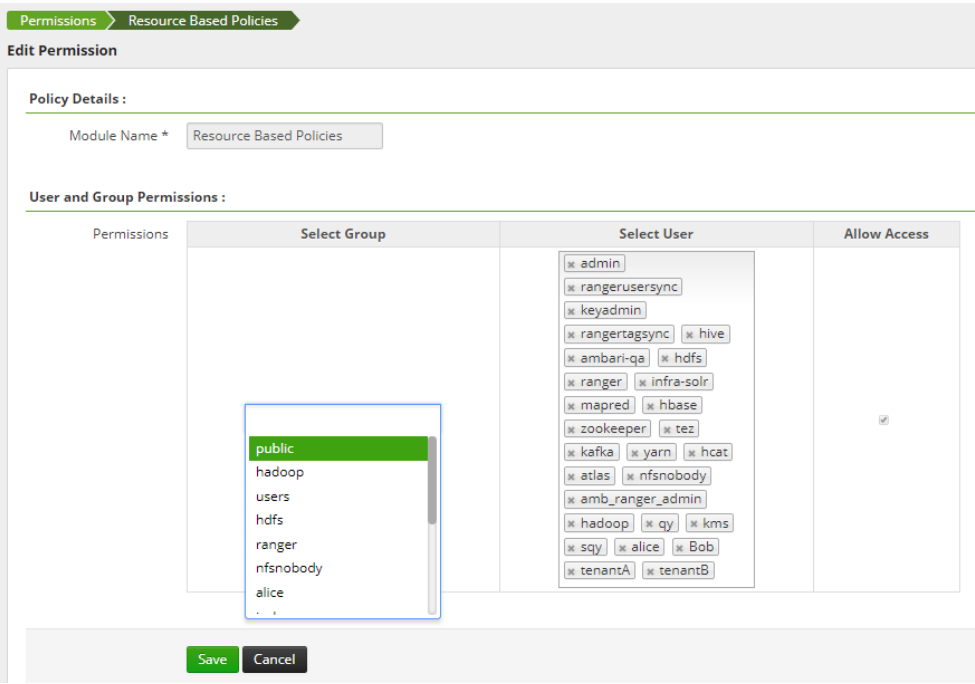 Permissions Resource Based Policies
Edit Permission
Policy Details :
Module Name * Resource Based Policies
User and Group Permissions :
Permissions Select Group Select User Allow Access
× admin
× rangerusersync
× keyadmin
× rangertagsync × hive
× ambari-qa × hdfs
× ranger × infra-solr
× mapred × hbase
× zookeeper × tez
× kafka × yarn × hcat
× atlas × nfsnobody
× amb_ranger_admin
× hadoop × qy × kms
× sqy × alice × Bob
× tenantA × tenantB
public
hadoop
users
hdfs
ranger
nfsnobody
alice
Save Cancel